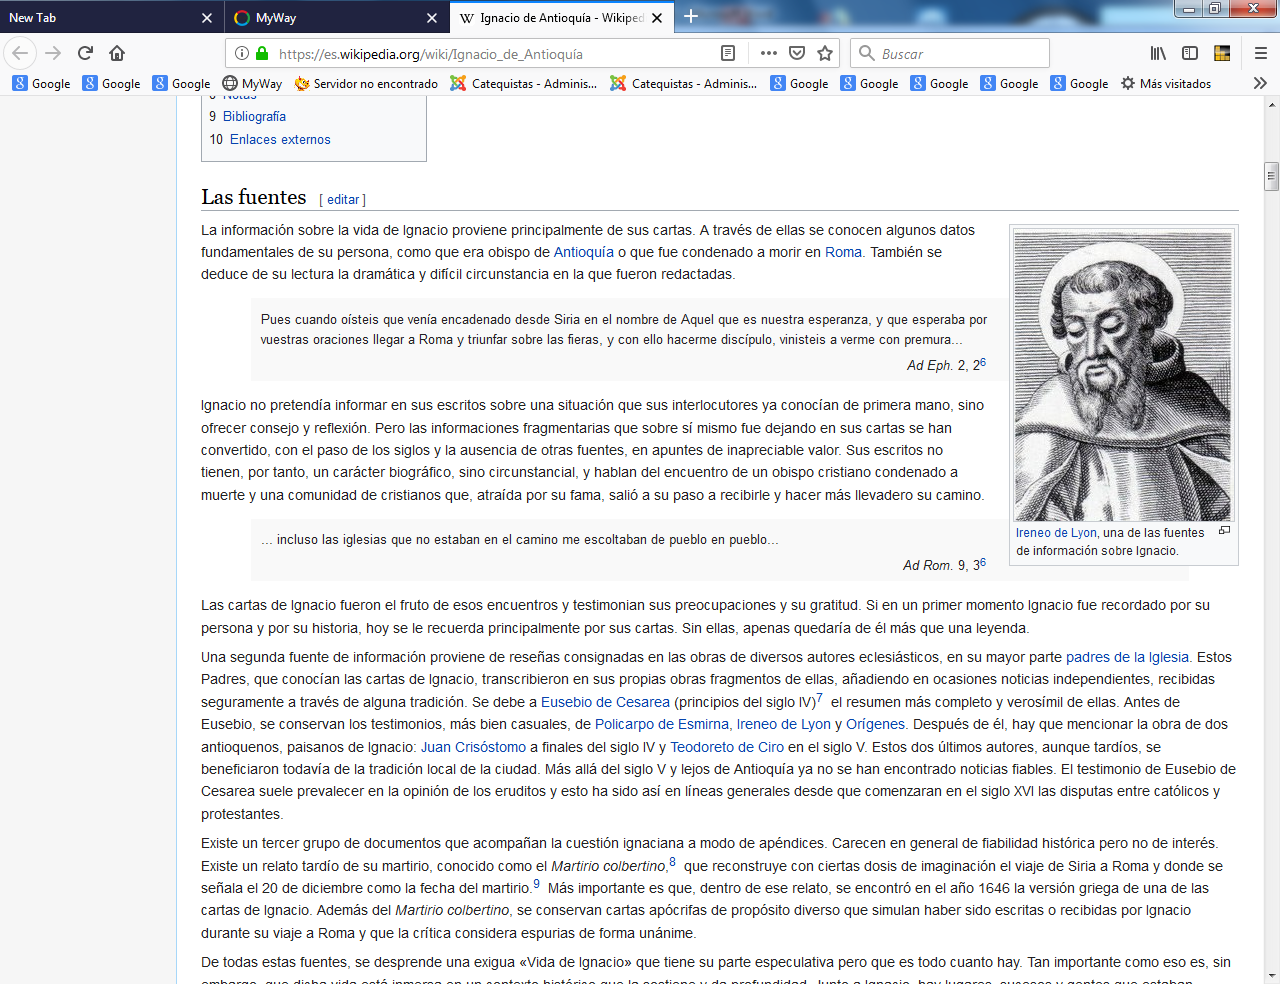 New Tab
MyWay
Ignacio de Antioquía - Wikiped
https://es.wikipedia.org/wiki/Ignacio_de_Antioquía
Buscar
Google
Google
Google
MyWay
Servidor no encontrado
Catequistas - Adminis...
Catequistas - Adminis...
Google
Google
Google
Google
Google
Más visitados
8 Notas
9 Bibliografía
10 Enlaces externos
Las fuentes [ editar ]
La información sobre la vida de Ignacio proviene principalmente de sus cartas. A través de ellas se conocen algunos datos
fundamentales de su persona, como que era obispo de Antioquía o que fue condenado a morir en Roma. También se
deduce de su lectura la dramática y difícil circunstancia en la que fueron redactadas.
Pues cuando oísteis que venía encadenado desde Siria en el nombre de Aquel que es nuestra esperanza, y que esperaba por
vuestras oraciones llegar a Roma y triunfar sobre las fieras, y con ello hacerme discípulo, vinisteis a verme con premura...
Ad Eph. 2, 2⁶
Ignacio no pretendía informar en sus escritos sobre una situación que sus interlocutores ya conocían de primera mano, sino
ofrecer consejo y reflexión. Pero las informaciones fragmentarias que sobre sí mismo fue dejando en sus cartas se han
convertido, con el paso de los siglos y la ausencia de otras fuentes, en apuntes de inapreciable valor. Sus escritos no
tienen, por tanto, un carácter biográfico, sino circunstancial, y hablan del encuentro de un obispo cristiano condenado a
muerte y una comunidad de cristianos que, atraída por su fama, salió a su paso a recibirle y hacer más llevadero su camino.
... incluso las iglesias que no estaban en el camino me escoltaban de pueblo en pueblo...
Ad Rom. 9, 3⁶
Ireneo de Lyon, una de las fuentes
de información sobre Ignacio.
Las cartas de Ignacio fueron el fruto de esos encuentros y testimonian sus preocupaciones y su gratitud. Si en un primer momento Ignacio fue recordado por su
persona y por su historia, hoy se le recuerda principalmente por sus cartas. Sin ellas, apenas quedaría de él más que una leyenda.
Una segunda fuente de información proviene de reseñas consignadas en las obras de diversos autores eclesiásticos, en su mayor parte padres de la Iglesia. Estos
Padres, que conocían las cartas de Ignacio, transcribieron en sus propias obras fragmentos de ellas, añadiendo en ocasiones noticias independientes, recibidas
seguramente a través de alguna tradición. Se debe a Eusebio de Cesarea (principios del siglo IV)⁷ el resumen más completo y verosímil de ellas. Antes de
Eusebio, se conservan los testimonios, más bien casuales, de Policarpo de Esmirna, Ireneo de Lyon y Orígenes. Después de él, hay que mencionar la obra de dos
antioquenos, paisanos de Ignacio: Juan Crisóstomo a finales del siglo IV y Teodoreto de Ciro en el siglo V. Estos dos últimos autores, aunque tardíos, se
beneficiaron todavía de la tradición local de la ciudad. Más allá del siglo V y lejos de Antioquía ya no se han encontrado noticias fiables. El testimonio de Eusebio de
Cesarea suele prevalecer en la opinión de los eruditos y esto ha sido así en líneas generales desde que comenzaran en el siglo XVI las disputas entre católicos y
protestantes.
Existe un tercer grupo de documentos que acompañan la cuestión ignaciana a modo de apéndices. Carecen en general de fiabilidad histórica pero no de interés.
Existe un relato tardío de su martirio, conocido como el Martirio colbertino,⁸ que reconstruye con ciertas dosis de imaginación el viaje de Siria a Roma y donde se
señala el 20 de diciembre como la fecha del martirio.⁹ Más importante es que, dentro de ese relato, se encontró en el año 1646 la versión griega de una de las
cartas de Ignacio. Además del Martirio colbertino, se conservan cartas apócrifas de propósito diverso que simulan haber sido escritas o recibidas por Ignacio
durante su viaje a Roma y que la crítica considera espurias de forma unánime.
De todas estas fuentes, se desprende una exigua «Vida de Ignacio» que tiene su parte especulativa pero que es todo cuanto hay. Tan importante como eso es, sin
embargo, que dicha vida está inmersa en un contexto histórico que la sostiene y da profundidad. Junto a Ignacio, hay lugares, sucesos y gentes que estaban